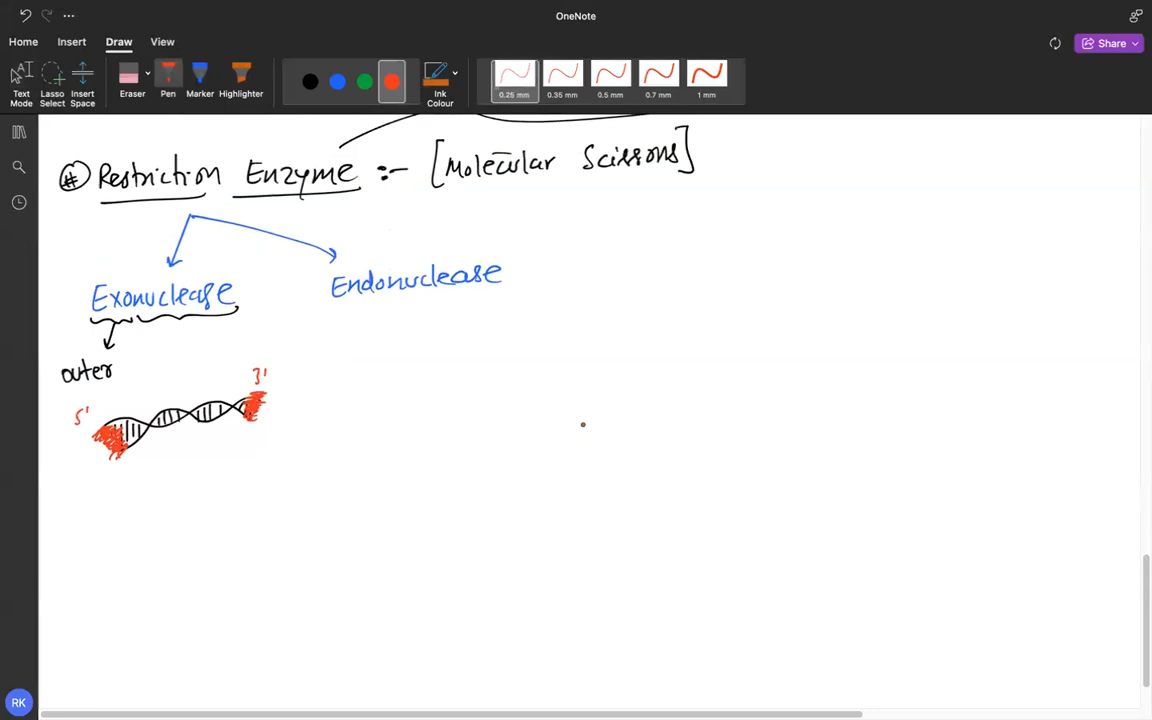 OneNote
Home Insert Draw View
Share
Text Mode
Lasso Select
Insert Space
Eraser
Pen
Marker
Highlighter
Ink Colour
0.25 mm
0.35 mm
0.5 mm
0.7 mm
1 mm
# Restriction Enzyme :- [Molecular Scissors]
Exonuclease
Endonuclease
outer
5'
3'
RK